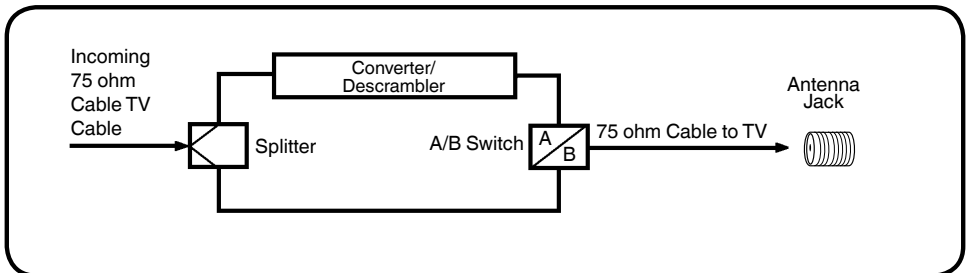 Incoming
75 ohm
Cable TV
Cable
Splitter
Converter/
Descrambler
A/B Switch
A
B
75 ohm Cable to TV
Antenna
Jack